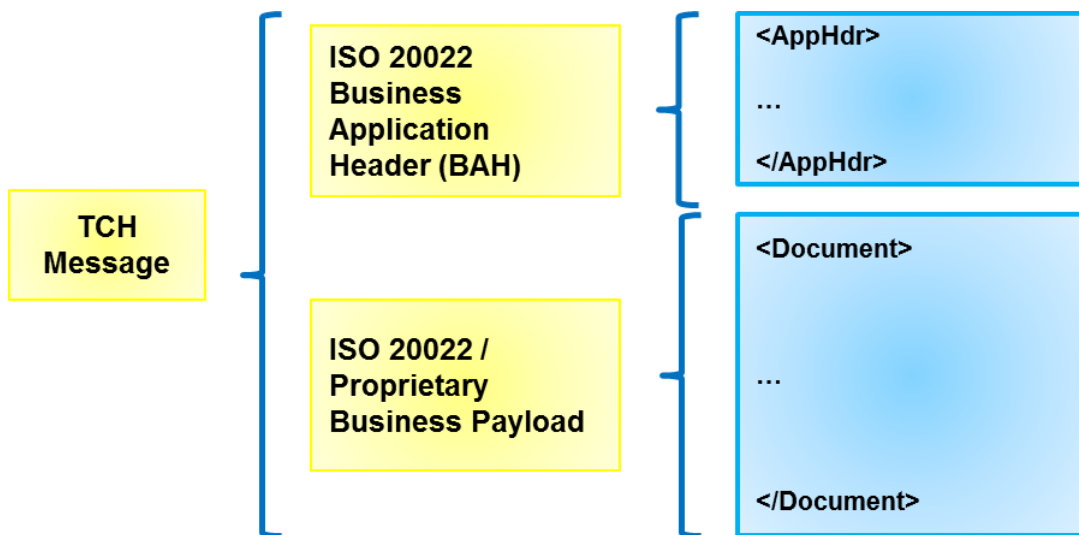 TCH
Message
ISO 20022
Business
Application
Header (BAH)
<AppHdr>
...
</AppHdr>
ISO 20022 /
Proprietary
Business Payload
<Document>
...
</Document>